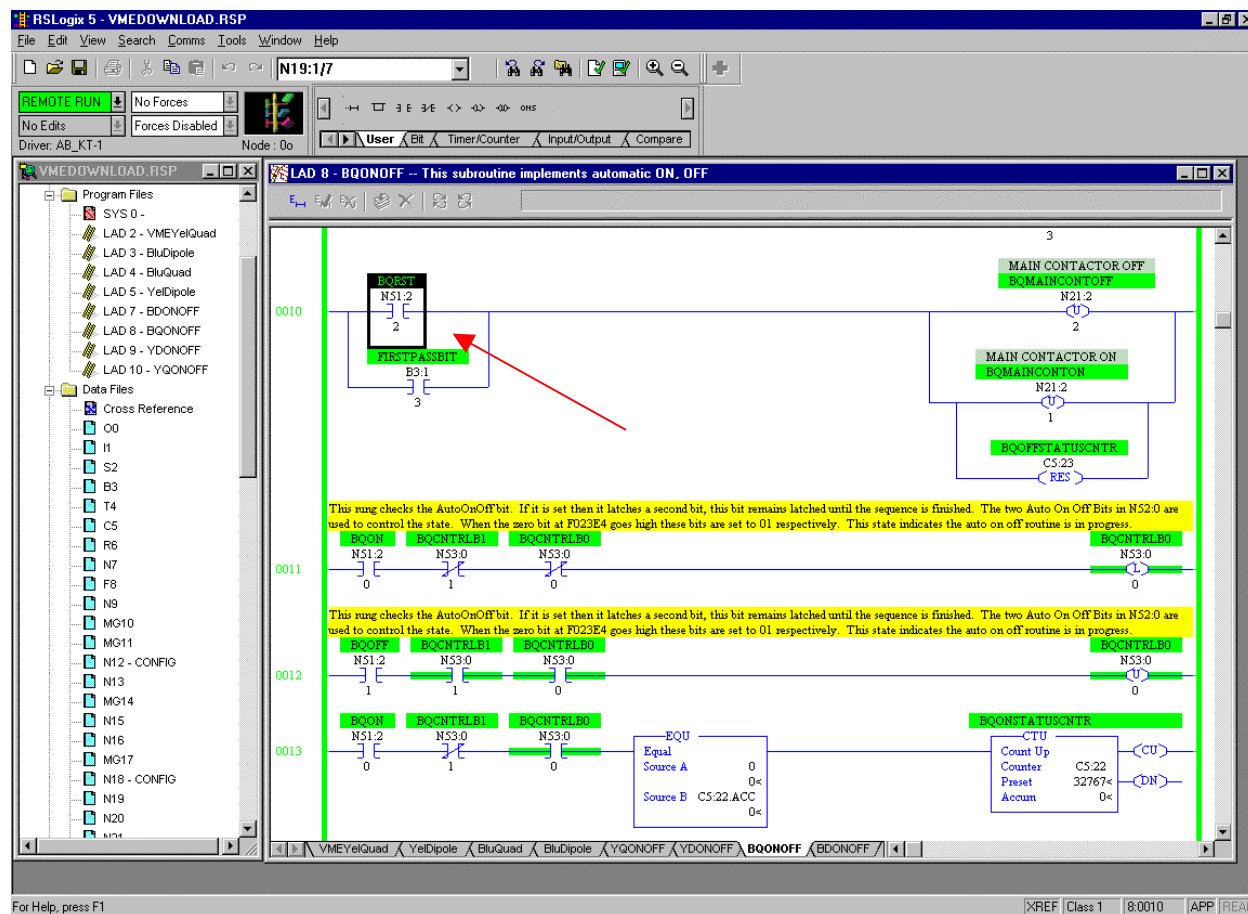 RSLogix 5 - VMEDOWNLOAD.RSP
File Edit View Search Comms Tools Window Help
N19:1/7
REMOTE RUN No Forces
No Edits Forces Disabled
Driver: AB_KT-1 Node : 0o
User Bit Timer/Counter Input/Output Compare
VMEDOWNLOAD.RSP
Program Files
SYS 0 -
LAD 2 - VMEYelQuad
LAD 3 - BluDipole
LAD 4 - BluQuad
LAD 5 - YelDipole
LAD 7 - BDONOFF
LAD 8 - BQONOFF
LAD 9 - YDONOFF
LAD 10 - YQONOFF
Data Files
Cross Reference
O0
I1
S2
B3
T4
C5
R6
N7
F8
N9
MG10
MG11
N12 - CONFIG
N13
MG14
N15
N16
MG17
N18 - CONFIG
N19
N20
N21
LAD 8 - BQONOFF -- This subroutine implements automatic ON, OFF
3
0010
BQRST
N51:2
2
FIRSTPASSBIT
B3:1
3
MAIN CONTACTOR OFF
BQMAINCONTOFF
N21:2
U
2
MAIN CONTACTOR ON
BQMAINCONTON
N21:2
U
1
BQOFFSTATUSCNTR
C5:23
RES
This rung checks the AutoOnOff bit. If it is set then it latches a second bit, this bit remains latched until the sequence is finished. The two Auto On Off Bits in N52:0 are
used to control the state. When the zero bit at F023E4 goes high these bits are set to 01 respectively. This state indicates the auto on off routine is in progress.
BQON BQCNTRLB1 BQCNTRLB0 BQCNTRLB0
N51:2 N53:0 N53:0 N53:0
0011 L
0 1 0 0
This rung checks the AutoOnOff bit. If it is set then it latches a second bit, this bit remains latched until the sequence is finished. The two Auto On Off Bits in N52:0 are
used to control the state. When the zero bit at F023E4 goes high these bits are set to 01 respectively. This state indicates the auto on off routine is in progress.
BQOFF BQCNTRLB1 BQCNTRLB0 BQCNTRLB0
N51:2 N53:0 N53:0 N53:0
0012 U
1 1 0 0
BQON BQCNTRLB1 BQCNTRLB0 BQONSTATUSCNTR
N51:2 N53:0 N53:0
0013
0 1 0
EQU
Equal
Source A 0
0<
Source B C5:22.ACC
0<
CTU
Count Up CU
Counter C5:22
Preset 32767< DN
Accum 0<
VMEYelQuad YelDipole BluQuad BluDipole YQONOFF YDONOFF BQONOFF BDONOFF
For Help, press F1 XREF Class 1 8:0010 APP